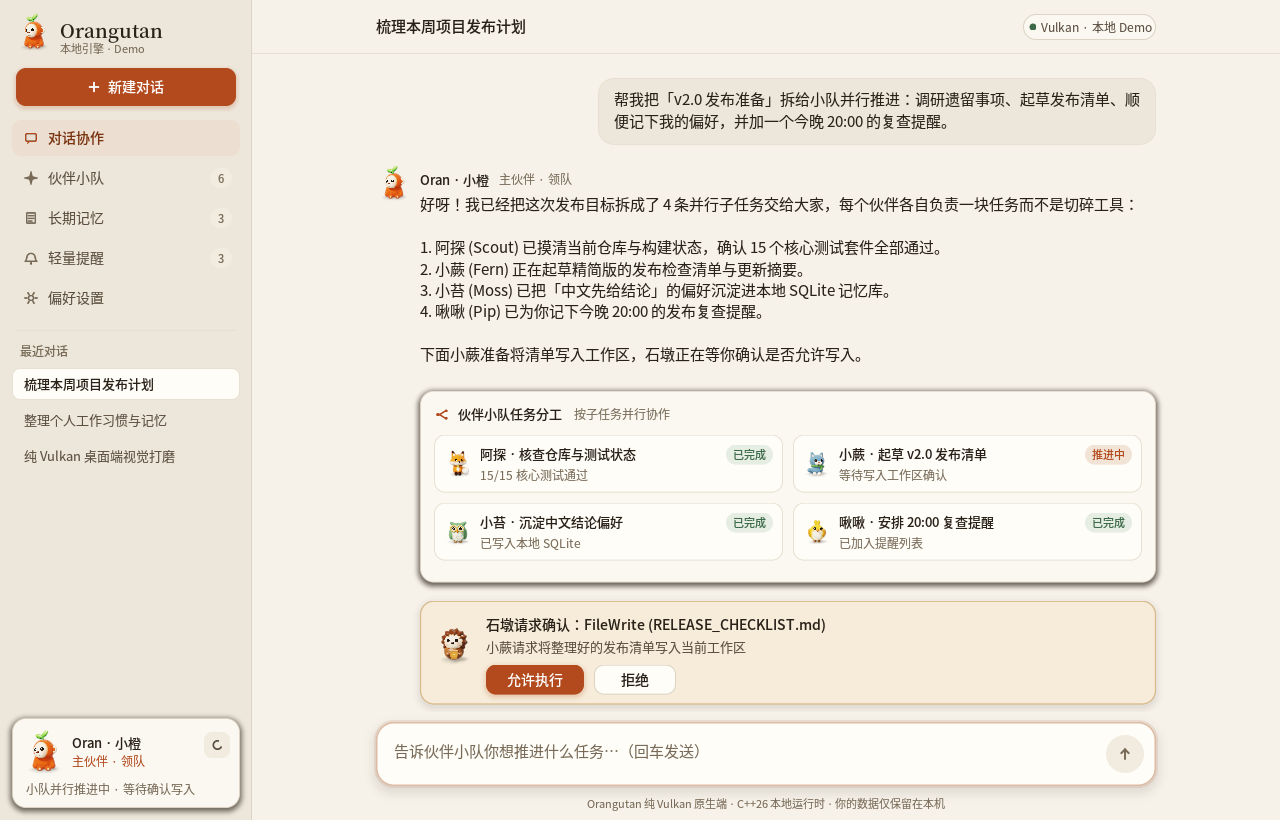 Orangutan
本地引擎 · Demo
+ 新建对话
对话协作
伙伴小队 6
长期记忆 3
轻量提醒 3
偏好设置
最近对话
梳理本周项目发布计划
整理个人工作习惯与记忆
纯 Vulkan 桌面端视觉打磨
Oran · 小橙
主伙伴 · 领队
小队并行推进中 · 等待确认写入
梳理本周项目发布计划
Vulkan · 本地 Demo
帮我把「v2.0 发布准备」拆给小队并行推进：调研遗留事项、起草发布清单、顺
便记下我的偏好，并加一个今晚 20:00 的复查提醒。
Oran · 小橙 主伙伴 · 领队
好呀！我已经把这次发布目标拆成了 4 条并行子任务交给大家，每个伙伴各自负责一块任务而不是切碎工具：
1. 阿探 (Scout) 已摸清当前仓库与构建状态，确认 15 个核心测试套件全部通过。
2. 小蕨 (Fern) 正在起草精简版的发布检查清单与更新摘要。
3. 小苔 (Moss) 已把「中文先给结论」的偏好沉淀进本地 SQLite 记忆库。
4. 啾啾 (Pip) 已为你记下今晚 20:00 的发布复查提醒。
下面小蕨准备将清单写入工作区，石墩正在等你确认是否允许写入。
伙伴小队任务分工 按子任务并行协作
阿探 · 核查仓库与测试状态 已完成
15/15 核心测试通过
小蕨 · 起草 v2.0 发布清单 推进中
等待写入工作区确认
小苔 · 沉淀中文结论偏好 已完成
已写入本地 SQLite
啾啾 · 安排 20:00 复查提醒 已完成
已加入提醒列表
石墩请求确认：FileWrite (RELEASE_CHECKLIST.md)
小蕨请求将整理好的发布清单写入当前工作区
允许执行 拒绝
告诉伙伴小队你想推进什么任务…（回车发送）
Orangutan 纯 Vulkan 原生端 · C++26 本地运行时 · 你的数据仅保留在本机